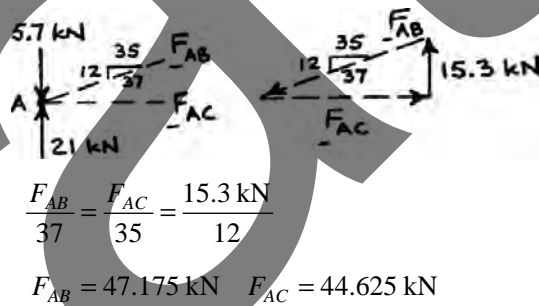 5.7 kN
35
12
37
F_AB
A
F_AC
21 kN
35
12
37
F_AB
15.3 kN
F_AC
F_AB/37 = F_AC/35 = 15.3 kN/12
F_AB = 47.175 kN F_AC = 44.625 kN